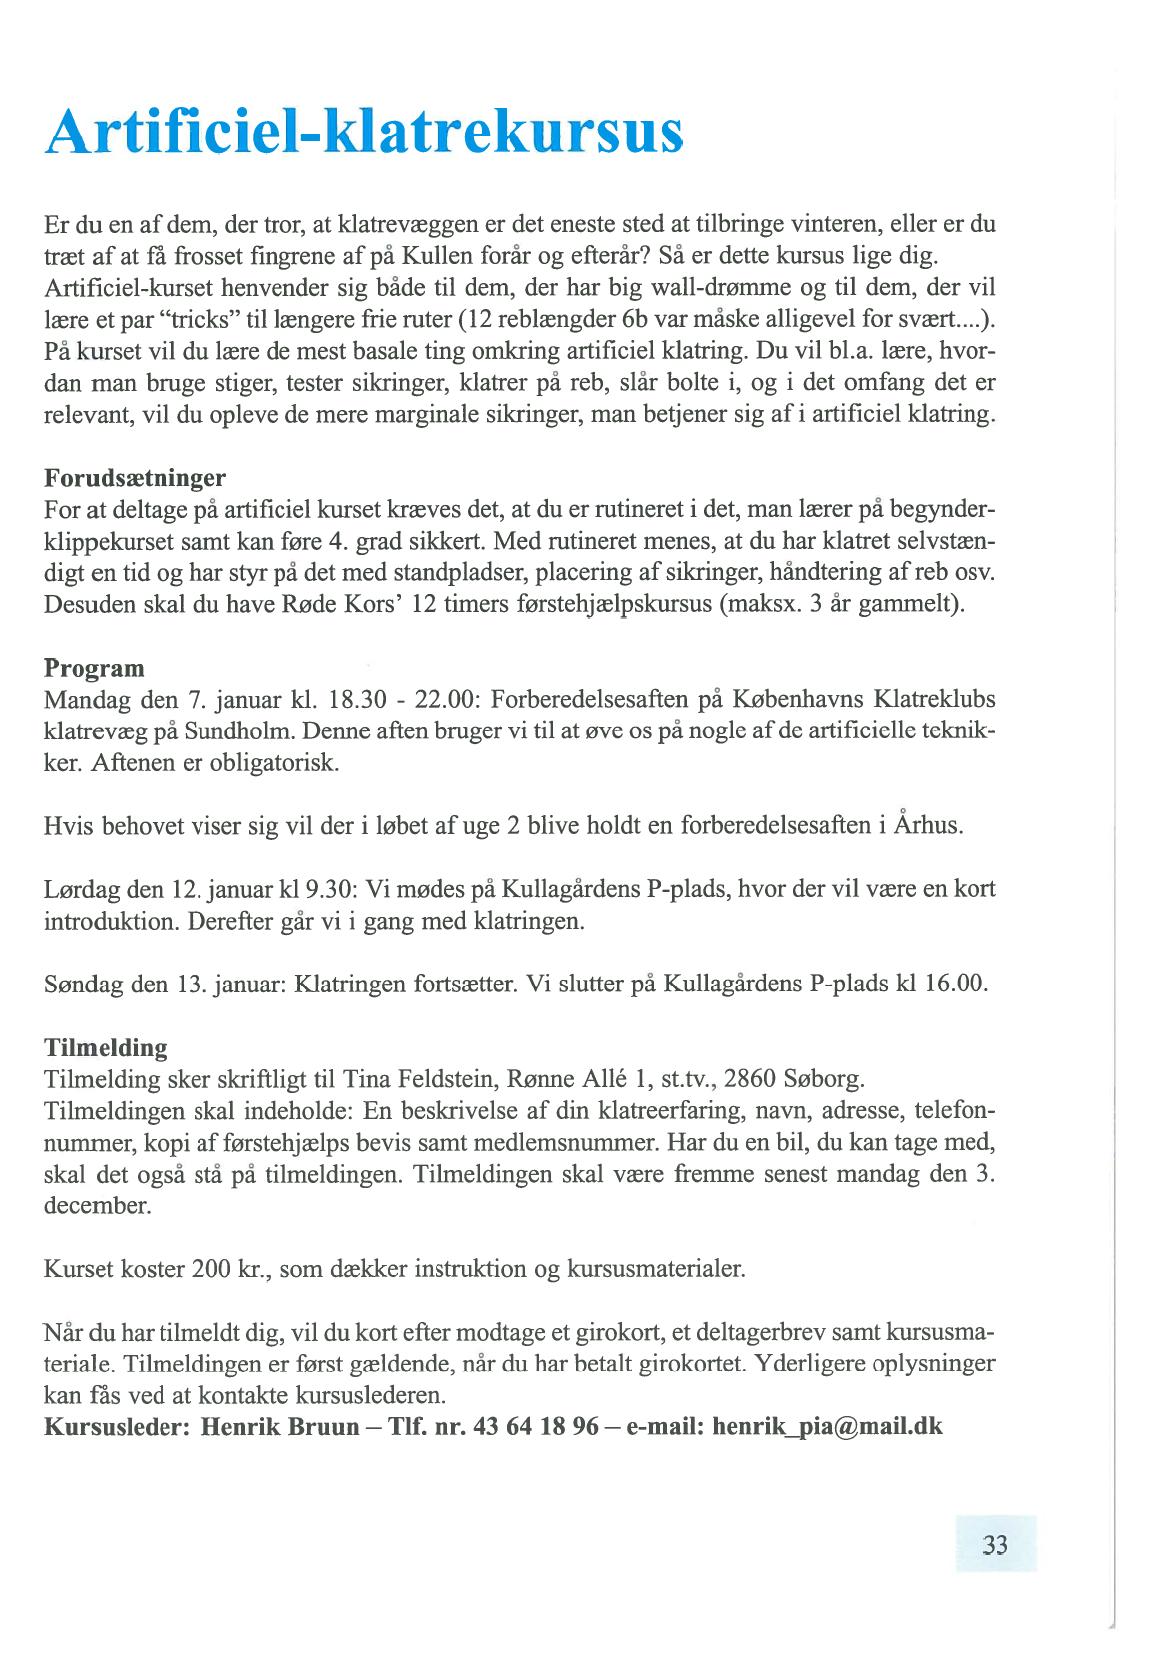 Artificiel-klatrekursus
Er du en af dem, der tror, at klatrevæggen er det eneste sted at tilbringe vinteren, eller er du
træt af at få frosset fingrene af på Kullen forår og efterår? Så er dette kursus lige dig.
Artificiel-kurset henvender sig både til dem, der har big wall-drømme og til dem, der vil
lære et par “tricks” til længere frie ruter (12 reblængder 6b var måske alligevel for svært....).
På kurset vil du lære de mest basale ting omkring artificiel klatring. Du vil bl.a. lære, hvor-
dan man bruge stiger, tester sikringer, klatrer på reb, slår bolte i, og i det omfang det er
relevant, vil du opleve de mere marginale sikringer, man betjener sig af i artificiel klatring.
Forudsætninger
For at deltage på artificiel kurset kræves det, at du er rutineret i det, man lærer på begynder-
klippekurset samt kan føre 4. grad sikkert. Med rutineret menes, at du har klatret selvstæn-
digt en tid og har styr på det med standpladser, placering af sikringer, håndtering af reb osv.
Desuden skal du have Røde Kors’ 12 timers førstehjælpskursus (maksx. 3 år gammelt).
Program
Mandag den 7. januar kl. 18.30 - 22.00: Forberedelsesaften på Københavns Klatreklubs
klatrevæg på Sundholm. Denne aften bruger vi til at øve os på nogle af de artificielle teknik-
ker. Aftenen er obligatorisk.
Hvis behovet viser sig vil der i løbet af uge 2 blive holdt en forberedelsesaften i Århus.
Lørdag den 12. januar kl 9.30: Vi mødes på Kullagårdens P-plads, hvor der vil være en kort
introduktion. Derefter går vi i gang med klatringen.
Søndag den 13. januar: Klatringen fortsætter. Vi slutter på Kullagårdens P-plads kl 16.00.
Tilmelding
Tilmelding sker skriftligt til Tina Feldstein, Rønne Allé 1, st.tv., 2860 Søborg.
Tilmeldingen skal indeholde: En beskrivelse af din klatreerfaring, navn, adresse, telefon-
nummer, kopi af førstehjælps bevis samt medlemsnummer. Har du en bil, du kan tage med,
skal det også stå på tilmeldingen. Tilmeldingen skal være fremme senest mandag den 3.
december.
Kurset koster 200 kr., som dækker instruktion og kursusmaterialer.
Når du har tilmeldt dig, vil du kort efter modtage et girokort, et deltagerbrev samt kursusma-
teriale. Tilmeldingen er først gældende, når du har betalt girokortet. Yderligere oplysninger
kan fås ved at kontakte kursuslederen.
Kursusleder: Henrik Bruun – Tlf. nr. 43 64 18 96 – e-mail: henrik_pia@mail.dk
33